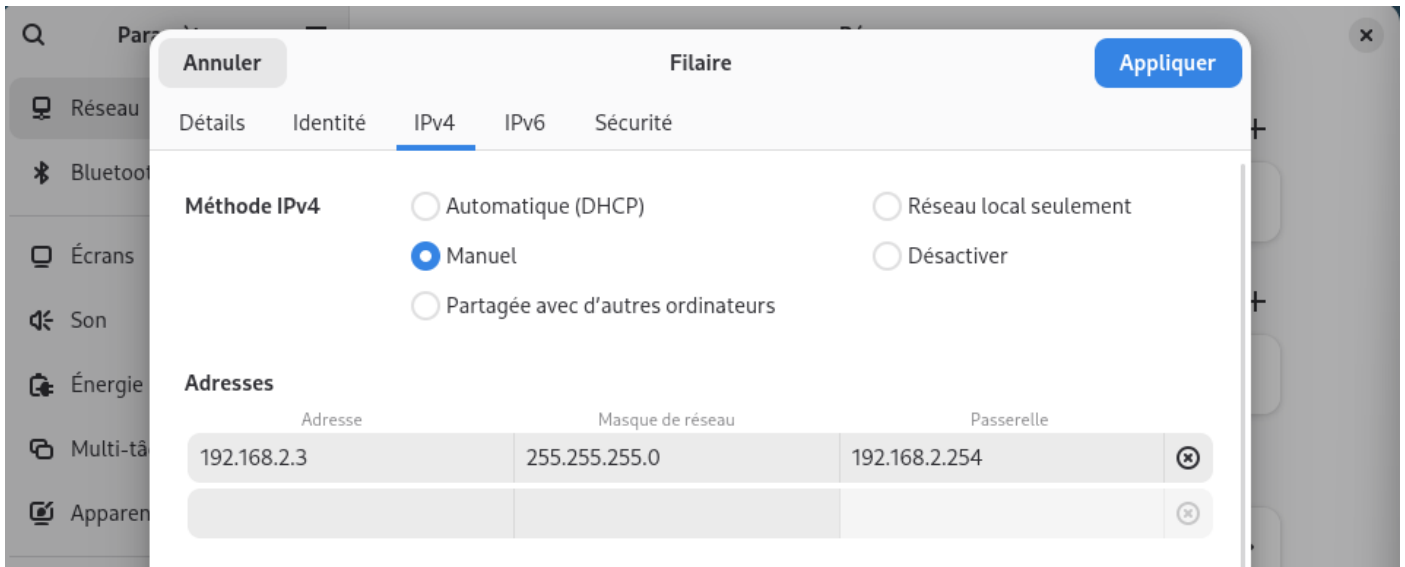 Annuler Filaire Appliquer
Réseau
Détails Identité IPv4 IPv6 Sécurité
Méthode IPv4 Automatique (DHCP) Réseau local seulement
Manuel Désactiver
Écrans
Partagée avec d'autres ordinateurs
Son
Énergie
Adresses
Adresse Masque de réseau Passerelle
192.168.2.3 255.255.255.0 192.168.2.254